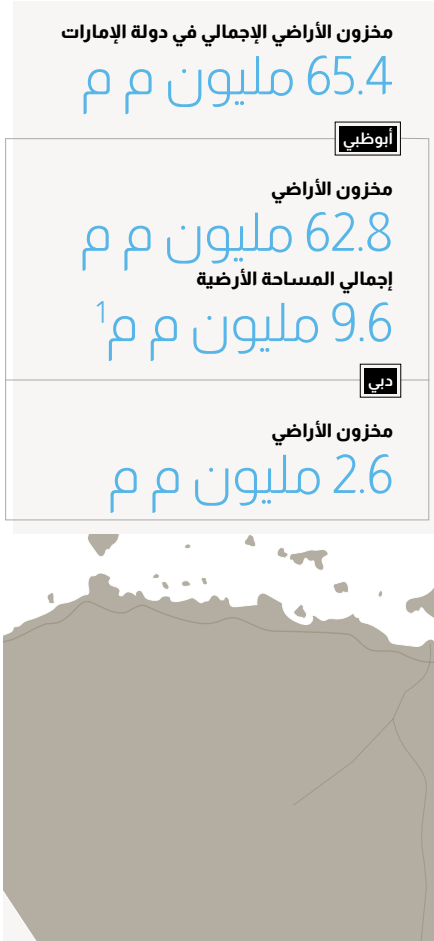 مخزون الأراضي الإجمالي في دولة الإمارات
65.4 مليون م م
أبوظبي
مخزون الأراضي
62.8 مليون م م
إجمالي المساحة الأرضية
9.6 مليون م م¹
دبي
مخزون الأراضي
2.6 مليون م م